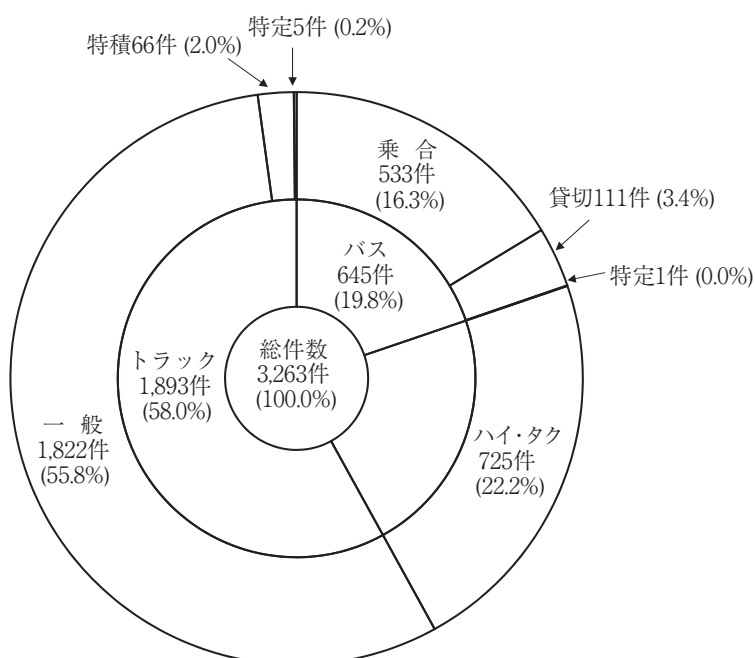 特定5件 (0.2%)
特積66件 (2.0%)
乗 合
533件
(16.3%)
貸切111件 (3.4%)
特定1件 (0.0%)
バス
645件
(19.8%)
総件数
3,263件
(100.0%)
トラック
1,893件
(58.0%)
一 般
1,822件
(55.8%)
ハイ・タク
725件
(22.2%)